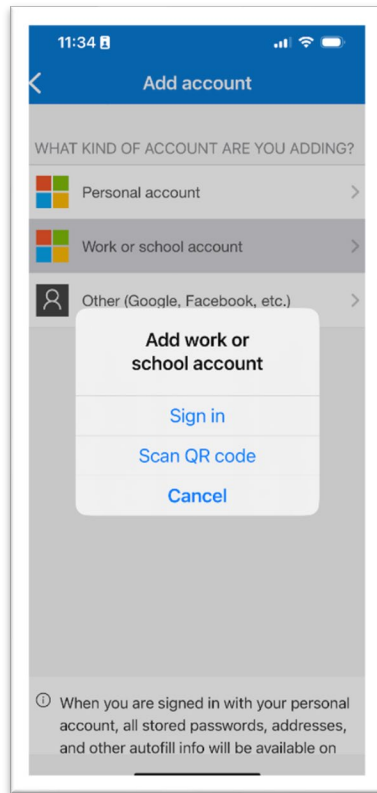 11:34
Add account
WHAT KIND OF ACCOUNT ARE YOU ADDING?
Personal account
Work or school account
Other (Google, Facebook, etc.)
Add work or
school account
Sign in
Scan QR code
Cancel
When you are signed in with your personal
account, all stored passwords, addresses,
and other autofill info will be available on